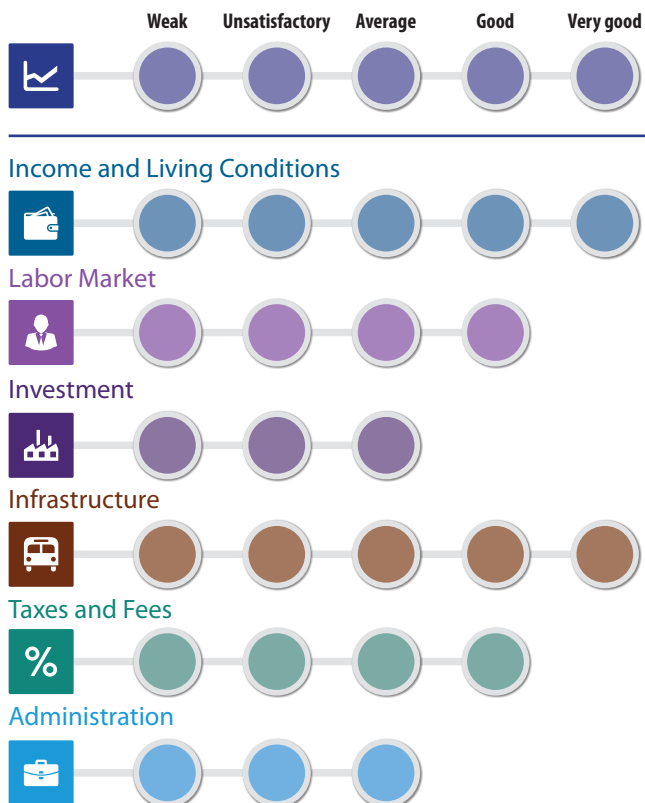 Weak Unsatisfactory Average Good Very good
Income and Living Conditions
Labor Market
Investment
Infrastructure
Taxes and Fees
%
Administration